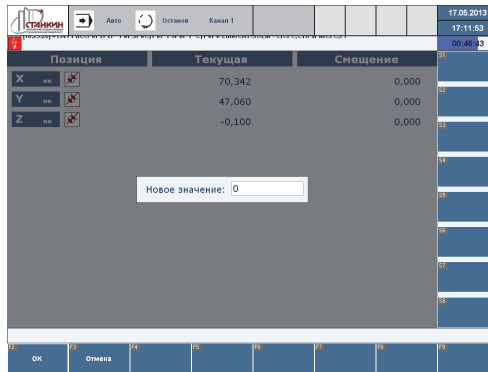 СТАНКИН
Авто
Останов
Канал 1
17.05.2013
17:11:53
00:46:43
Позиция
Текущая
Смещение
X мм 70,342 0,000
Y мм 47,060 0,000
Z мм -0,100 0,000
Новое значение: 0
S1
S2
S3
S4
S5
S6
S7
S8
F2 OK
F3 Отмена
F4
F5
F6
F7
F8
F9